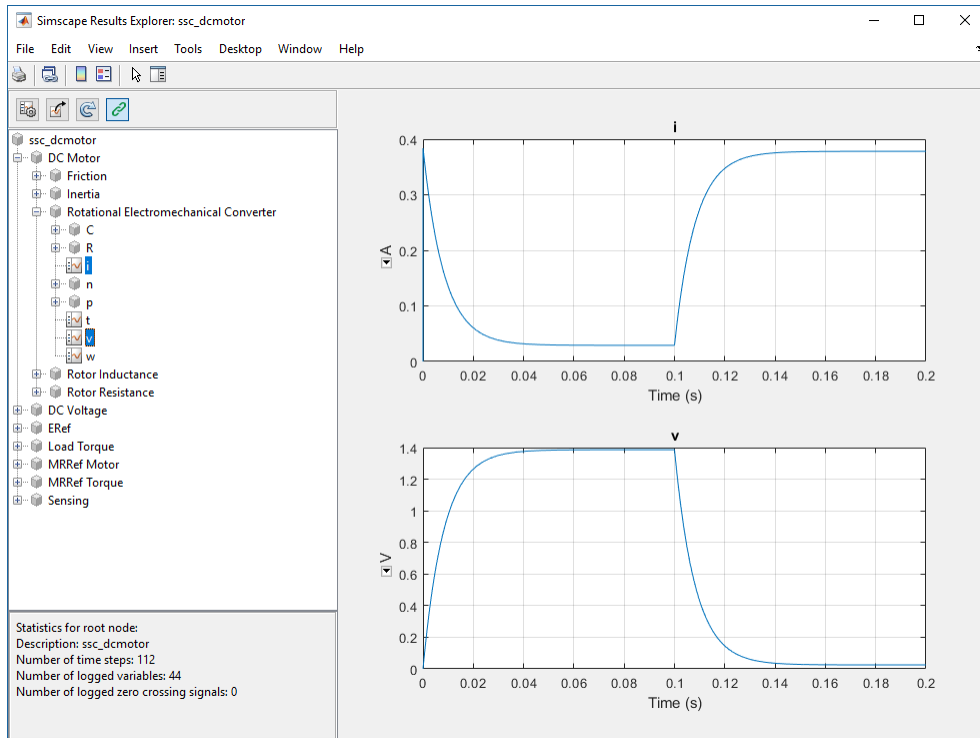 Simscape Results Explorer: ssc_dcmotor
File Edit View Insert Tools Desktop Window Help
ssc_dcmotor
DC Motor
Friction
Inertia
Rotational Electromechanical Converter
C
R
i
n
p
t
v
w
Rotor Inductance
Rotor Resistance
DC Voltage
ERef
Load Torque
MRRef Motor
MRRef Torque
Sensing
Statistics for root node:
Description: ssc_dcmotor
Number of time steps: 112
Number of logged variables: 44
Number of logged zero crossing signals: 0
i
0.4
0.3
0.2
0.1
0
A
0 0.02 0.04 0.06 0.08 0.1 0.12 0.14 0.16 0.18 0.2
Time (s)
v
1.4
1.2
1
0.8
0.6
0.4
0.2
0
V
0 0.02 0.04 0.06 0.08 0.1 0.12 0.14 0.16 0.18 0.2
Time (s)